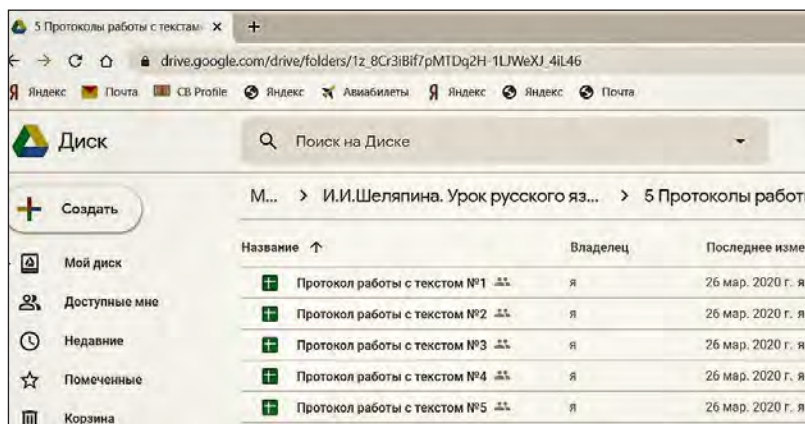 5 Протоколы работы с текстам
drive.google.com/drive/folders/1z_8Cr3iBif7pMTDq2H-1LJWeXJ_4iL46
Яндекс Почта CB Profile Яндекс Авиабилеты Яндекс Яндекс Почта
Диск Поиск на Диске
Создать М... > И.И.Шеляпина. Урок русского яз... > 5 Протоколы работ
Название ↑ Владелец Последнее изме
Мой диск Протокол работы с текстом №1 я 26 мар. 2020 г. я
Доступные мне Протокол работы с текстом №2 я 26 мар. 2020 г. я
Недавние Протокол работы с текстом №3 я 26 мар. 2020 г. я
Помеченные Протокол работы с текстом №4 я 26 мар. 2020 г. я
Корзина Протокол работы с текстом №5 я 26 мар. 2020 г. я